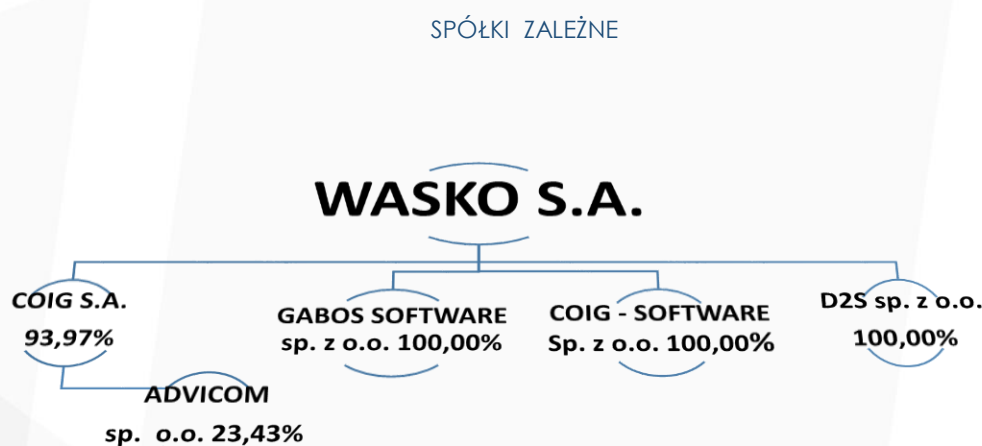 SPÓŁKI ZALEŻNE
WASKO S.A.
COIG S.A.
93,97%
GABOS SOFTWARE
sp. z o.o. 100,00%
COIG - SOFTWARE
Sp. z o.o. 100,00%
D2S sp. z o.o.
100,00%
ADVICOM
sp. o.o. 23,43%